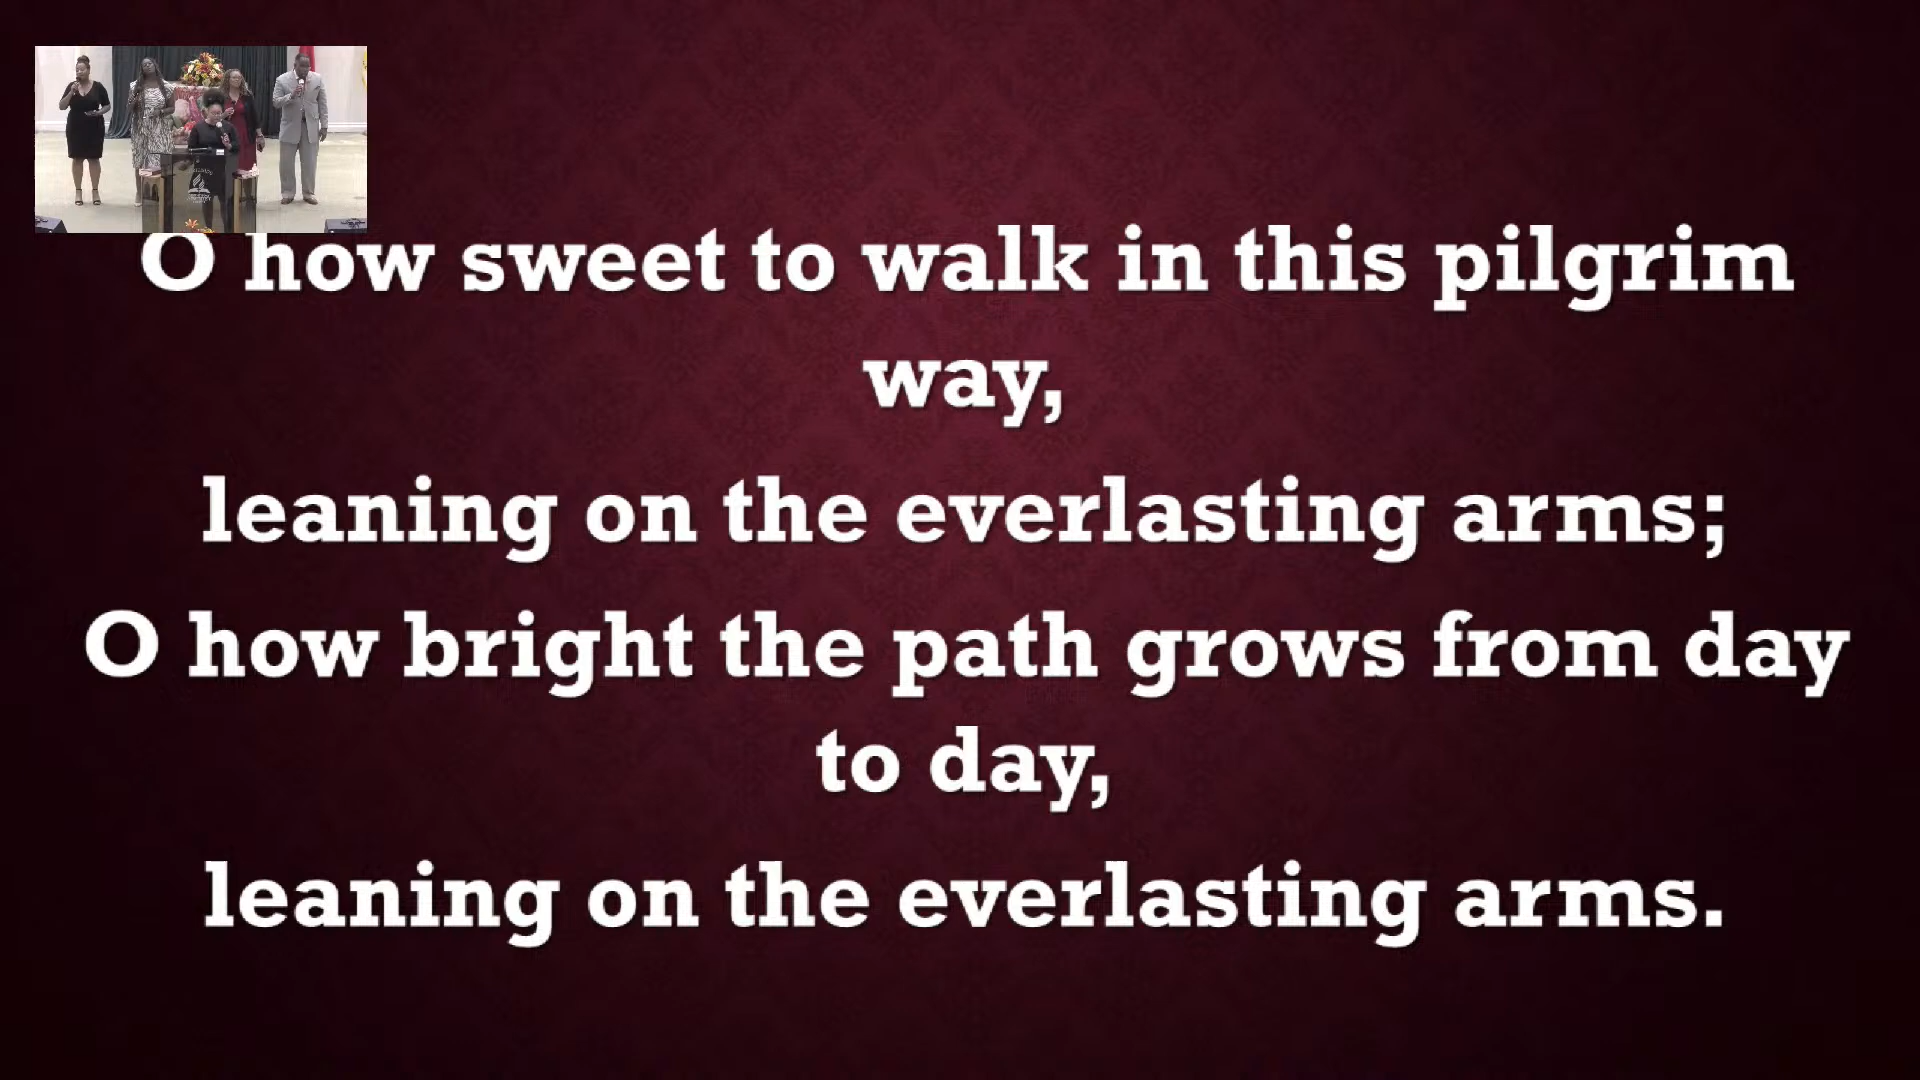 O how sweet to walk in this pilgrim
way,
leaning on the everlasting arms;
O how bright the path grows from day
to day,
leaning on the everlasting arms.